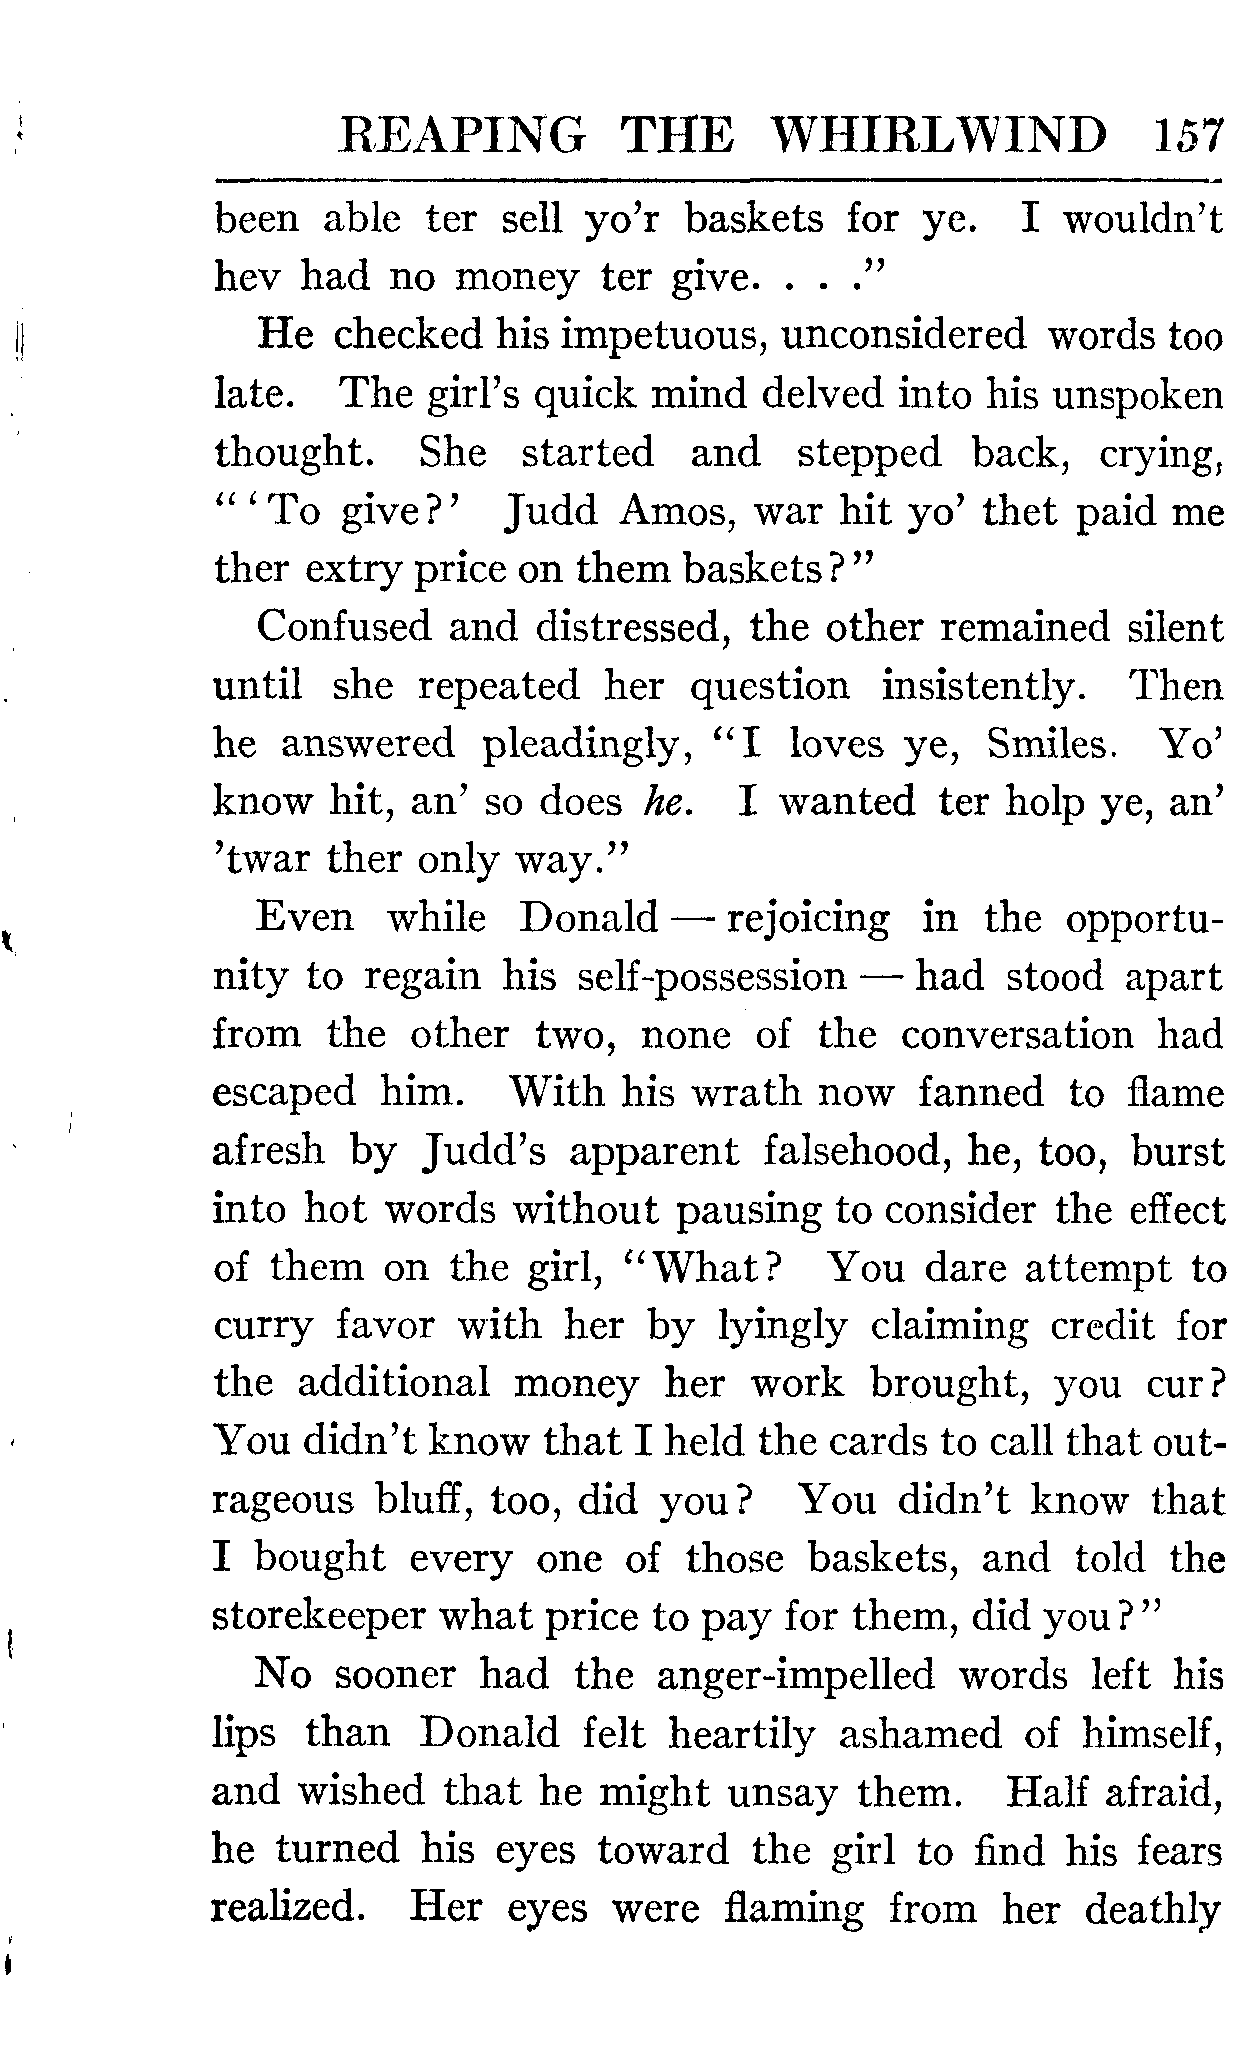 REAPING THE WHIRLWIND 157
been able ter sell yo'r baskets for ye. I wouldn't
hev had no money ter give. . . ."
He checked his impetuous, unconsidered words too
late. The girl's quick mind delved into his unspoken
thought. She started and stepped back, crying,
"'To give?' Judd Amos, war hit yo' thet paid me
ther extry price on them baskets?"
Confused and distressed, the other remained silent
until she repeated her question insistently. Then
he answered pleadingly, "I loves ye, Smiles. Yo'
know hit, an' so does he. I wanted ter holp ye, an'
'twar ther only way."
Even while Donald — rejoicing in the opportu-
nity to regain his self-possession — had stood apart
from the other two, none of the conversation had
escaped him. With his wrath now fanned to flame
afresh by Judd's apparent falsehood, he, too, burst
into hot words without pausing to consider the effect
of them on the girl, "What? You dare attempt to
curry favor with her by lyingly claiming credit for
the additional money her work brought, you cur?
You didn't know that I held the cards to call that out-
rageous bluff, too, did you? You didn't know that
I bought every one of those baskets, and told the
storekeeper what price to pay for them, did you?"
No sooner had the anger-impelled words left his
lips than Donald felt heartily ashamed of himself,
and wished that he might unsay them. Half afraid,
he turned his eyes toward the girl to find his fears
realized. Her eyes were flaming from her deathly